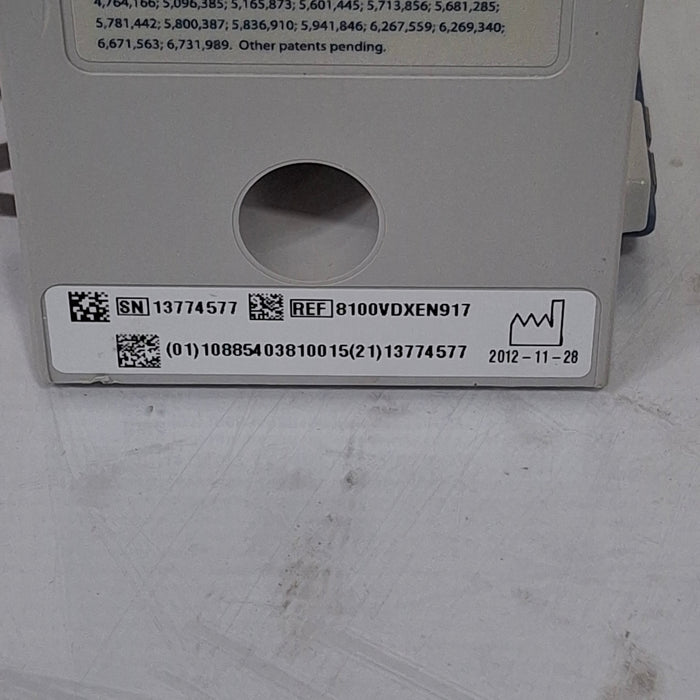 4,764,166; 5,096,385; 5,165,873; 5,601,445; 5,713,856; 5,681,285;
5,781,442; 5,800,387; 5,836,910; 5,941,846; 6,267,559; 6,269,340;
6,671,563; 6,731,989. Other patents pending.
SN 13774577 REF 8100VDXEN917
(01)10885403810015(21)13774577 2012-11-28